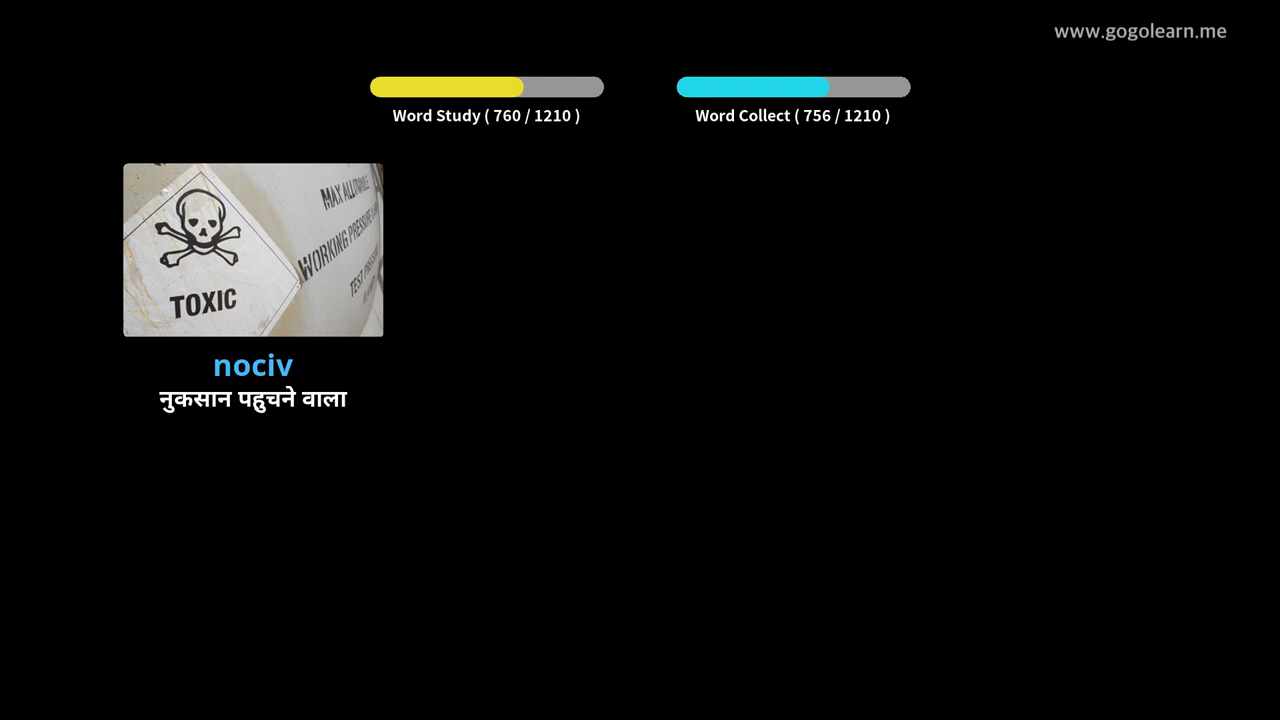 www.gogolearn.me
Word Study ( 760 / 1210 )
Word Collect ( 756 / 1210 )
MAX ALLOWABLE
WORKING PRESSURE
TEST
TOXIC
nociv
नुकसान पहुचने वाला